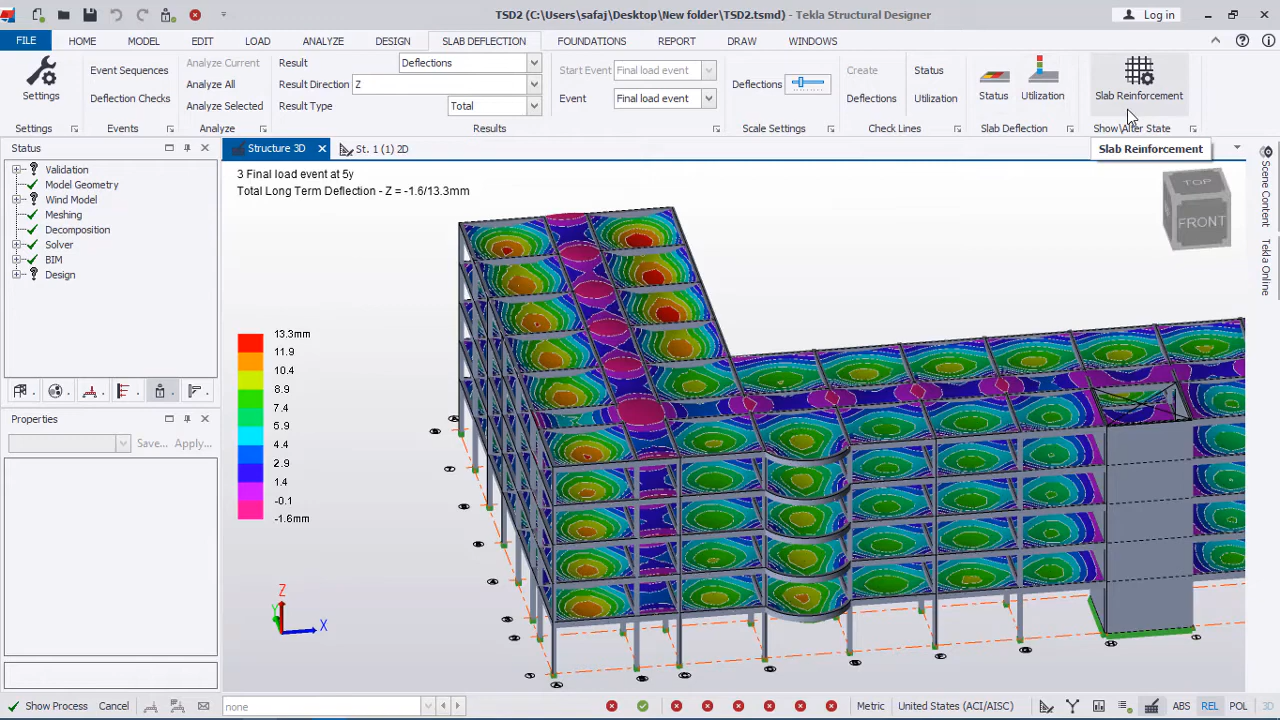 TSD2 (C:\Users\safaj\Desktop\New folder\TSD2.tsmd) - Tekla Structural Designer
Log in
FILE HOME MODEL EDIT LOAD ANALYZE DESIGN SLAB DEFLECTION FOUNDATIONS REPORT DRAW WINDOWS
Settings
Settings
Event Sequences
Deflection Checks
Events
Analyze Current
Analyze All
Analyze Selected
Analyze
Result Deflections
Result Direction Z
Result Type Total
Start Event Final load event
Event Final load event
Results
Deflections
Scale Settings
Create
Deflections
Status
Utilization
Check Lines
Status
Utilization
Slab Deflection
Slab Reinforcement
Show/Alter State
Slab Reinforcement
Status
Validation
Model Geometry
Wind Model
Meshing
Decomposition
Solver
BIM
Design
Properties
Save... Apply...
Structure 3D
St. 1 (1) 2D
3 Final load event at 5y
Total Long Term Deflection - Z = -1.6/13.3mm
13.3mm
11.9
10.4
8.9
7.4
5.9
4.4
2.9
1.4
-0.1
-1.6mm
Z
Y
X
TOP
FRONT
Scene Content
Tekla Online
Show Process Cancel
none
Metric United States (ACI/AISC)
ABS REL POL 3D